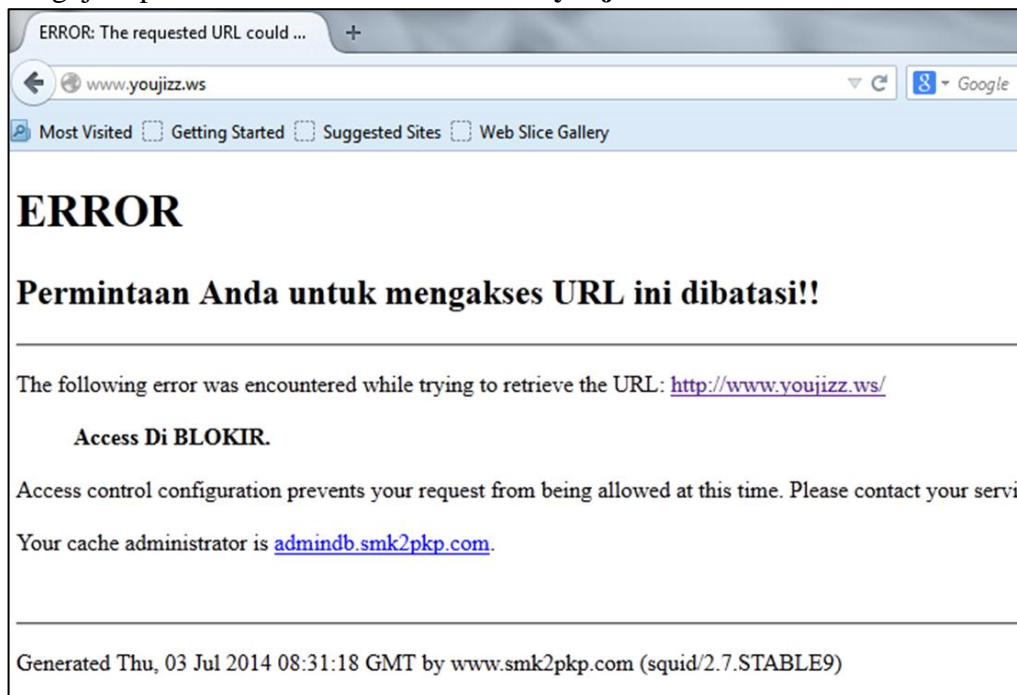 ERROR: The requested URL could ...
www.youjizz.ws
Google
Most Visited Getting Started Suggested Sites Web Slice Gallery
ERROR
Permintaan Anda untuk mengakses URL ini dibatasi!!
The following error was encountered while trying to retrieve the URL: http://www.youjizz.ws/
Access Di BLOKIR.
Access control configuration prevents your request from being allowed at this time. Please contact your servi
Your cache administrator is admindb.smk2pkp.com.
Generated Thu, 03 Jul 2014 08:31:18 GMT by www.smk2pkp.com (squid/2.7.STABLE9)